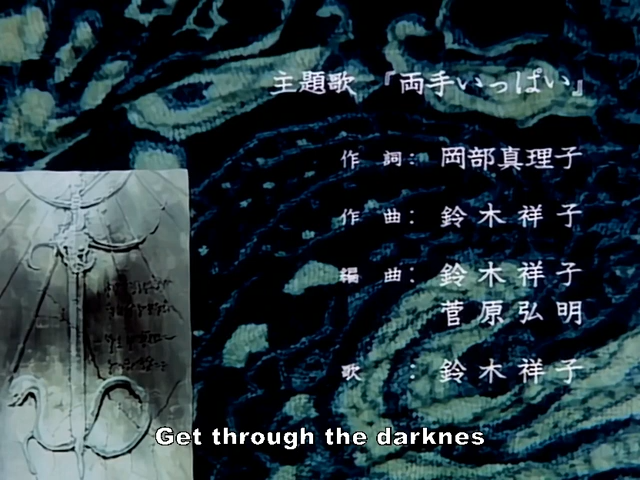 主題歌 『両手いっぱい』
作詞: 岡部真理子
作曲: 鈴木祥子
編曲: 鈴木祥子
菅原弘明
歌: 鈴木祥子
Get through the darknes